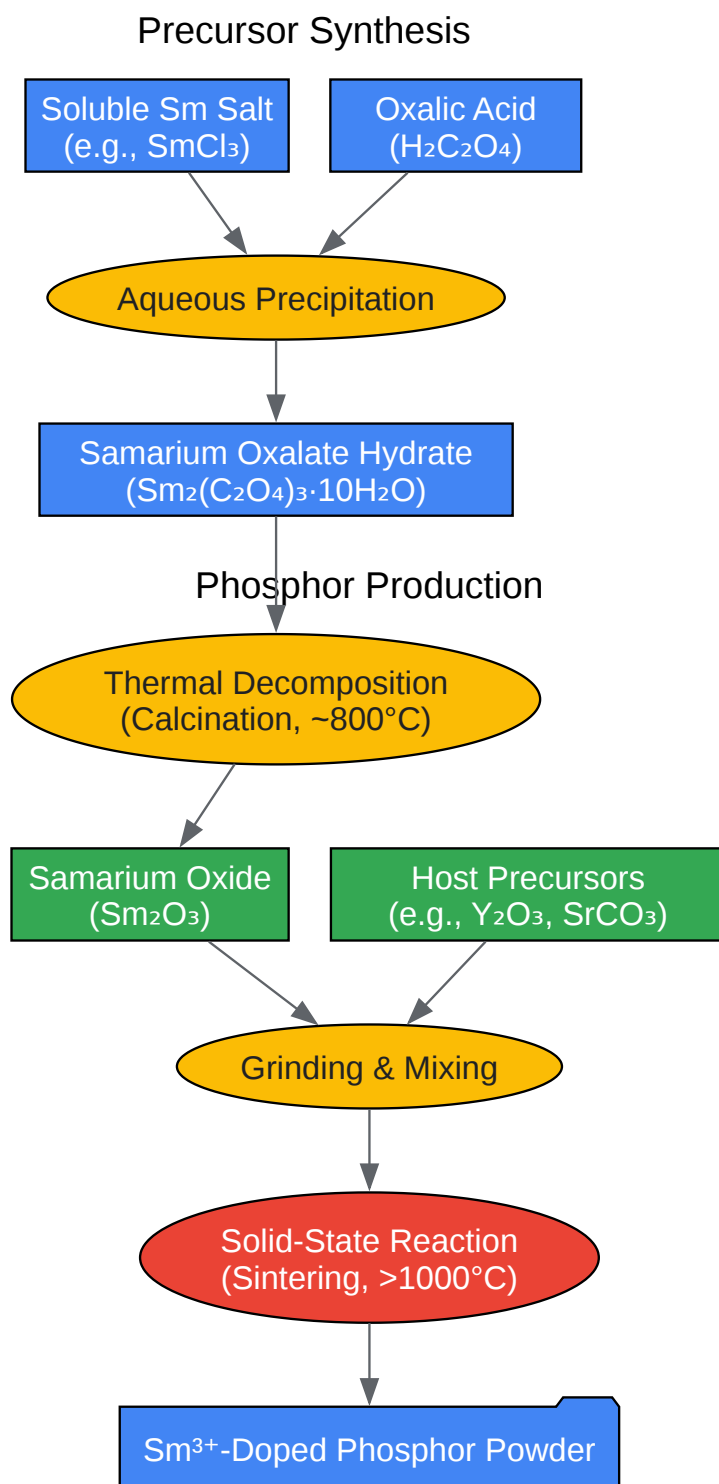 Precursor Synthesis
Soluble Sm Salt
(e.g., SmCl₃)
Oxalic Acid
(H₂C₂O₄)
Aqueous Precipitation
Samarium Oxalate Hydrate
(Sm₂(C₂O₄)₃·10H₂O)
Phosphor Production
Thermal Decomposition
(Calcination, ~800°C)
Samarium Oxide
(Sm₂O₃)
Host Precursors
(e.g., Y₂O₃, SrCO₃)
Grinding & Mixing
Solid-State Reaction
(Sintering, >1000°C)
Sm³⁺-Doped Phosphor Powder